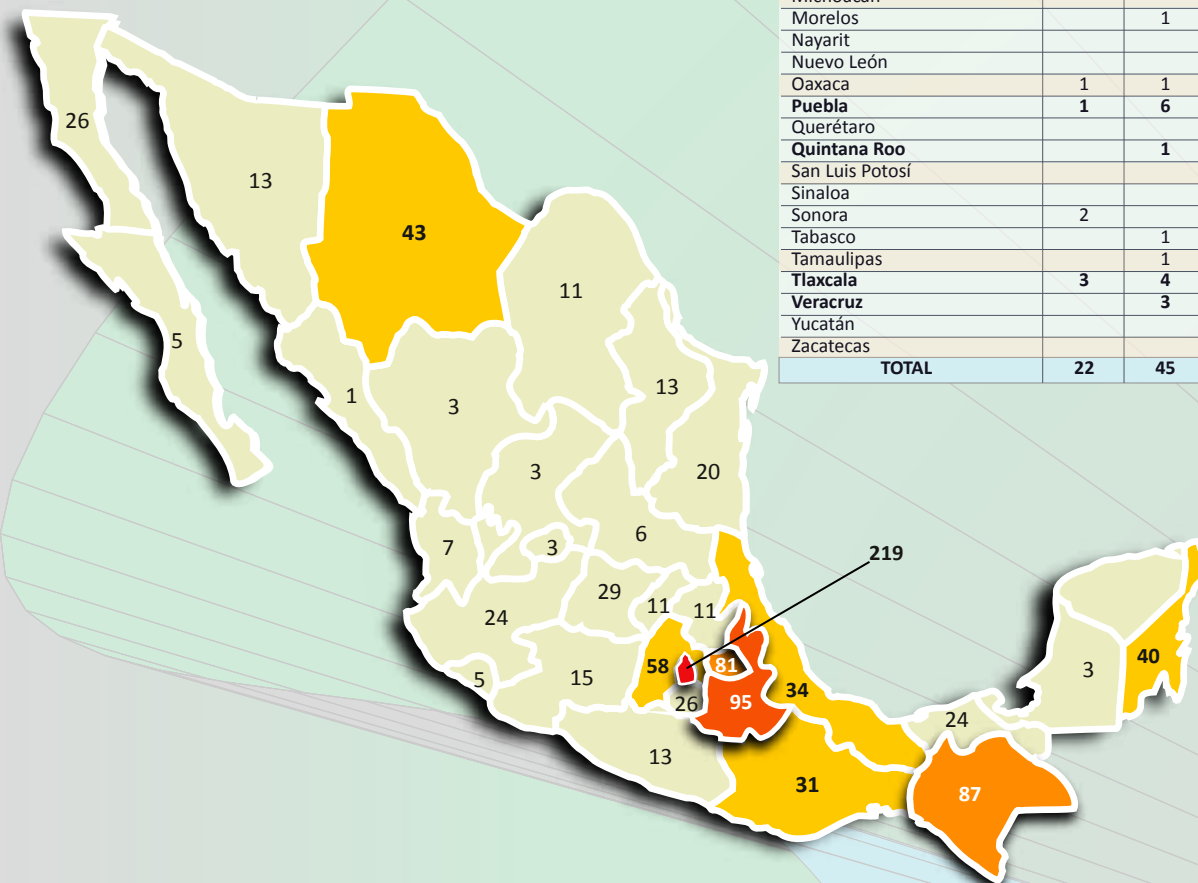 Michoacán
Morelos 1
Nayarit
Nuevo León
Oaxaca 1 1
Puebla 1 6
Querétaro
Quintana Roo 1
San Luis Potosí
Sinaloa
Sonora 2
Tabasco 1
Tamaulipas 1
Tlaxcala 3 4
Veracruz 3
Yucatán
Zacatecas
TOTAL 22 45
26
13
43
11
5
1
3
13
3
20
7
3
6
219
29
24
11
11
58
81
15
5
3
40
26
95
34
24
13
31
87